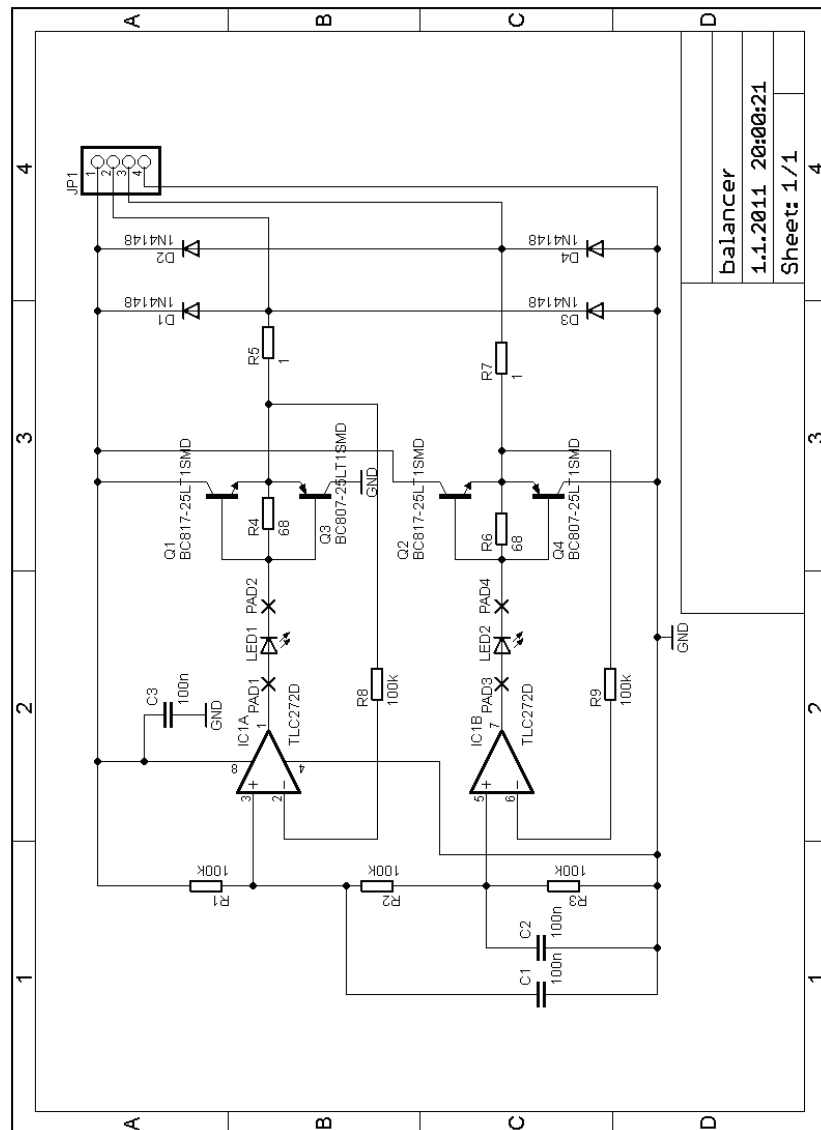 A
B
C
D
4
4
JP1
1
2
3
4
1N4148
D2
1N4148
D4
1N4148
D1
1N4148
D3
R5
1
R7
1
3
3
Q1
BC817-25LT1SMD
R4
68
Q3
BC807-25LT1SMD
GND
Q2
BC817-25LT1SMD
R6
68
Q4
BC807-25LT1SMD
PAD2
LED1
PAD1
PAD4
LED2
PAD3
R8
100k
R9
100k
GND
2
2
C3
100n
GND
IC1A
TLC272D
8
4
3
2
1
+
-
IC1B
TLC272D
5
6
7
+
-
100k
R1
100k
R2
100k
R3
C2
100n
C1
100n
1
1
A
B
C
D
balancer
1.1.2011 20:00:21
Sheet: 1/1